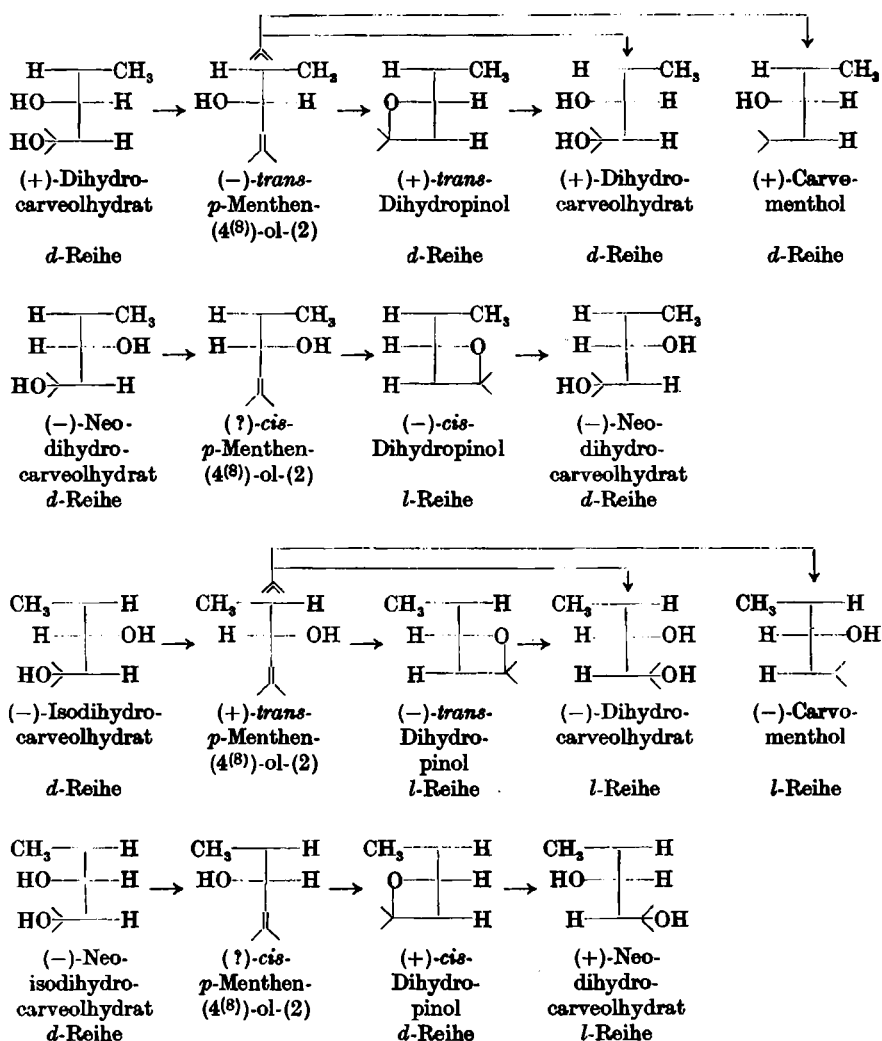 H CH₃ H CH₃ H CH₃ H CH₃ H CH₃
HO H → HO H → O H → HO H HO H
HO H H HO H H
(+)-Dihydro- (−)-trans- (+)-trans- (+)-Dihydro- (+)-Carve-
carveolhydrat p-Menthen- Dihydropinol carveolhydrat menthol
(4(8))-ol-(2)
d-Reihe d-Reihe d-Reihe d-Reihe
H CH₃ H CH₃ H CH₃ H CH₃
H OH → H OH → H O → H OH
HO H H HO H
(−)-Neo- (?)-cis- (−)-cis- (−)-Neo-
dihydro- p-Menthen- Dihydropinol dihydro-
carveolhydrat (4(8))-ol-(2) carveolhydrat
d-Reihe l-Reihe d-Reihe
CH₃ H CH₃ H CH₃ H CH₃ H CH₃ H
H OH → H OH → H O → H OH H OH
HO H H H OH H
(−)-Isodihydro- (+)-trans- (−)-trans- (−)-Dihydro- (−)-Carvo-
carveolhydrat p-Menthen- Dihydro- carveolhydrat menthol
(4(8))-ol-(2) pinol
d-Reihe l-Reihe l-Reihe l-Reihe
CH₃ H CH₃ H CH₃ H CH₃ H
HO H → HO H → O H → HO H
HO H H H OH
(−)-Neo- (?)-cis- (+)-cis- (+)-Neo-
isodihydro- p-Menthen- Dihydro- dihydro-
carveolhydrat (4(8))-ol-(2) pinol carveolhydrat
d-Reihe d-Reihe l-Reihe